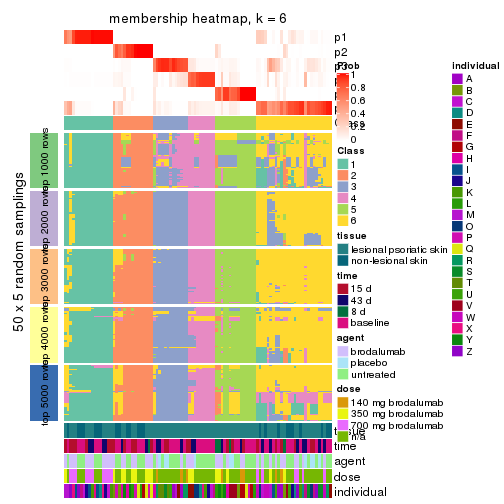 membership heatmap, k = 6
p1
p2
p3
Prob
1
0.8
0.6
0.4
0.2
0
Class
1
2
3
4
5
6
tissue
lesional psoriatic skin
non-lesional skin
time
15 d
43 d
8 d
baseline
agent
brodalumab
placebo
untreated
dose
140 mg brodalumab
350 mg brodalumab
700 mg brodalumab
n/a
individual
A
B
C
D
E
F
G
H
I
J
K
L
M
O
P
Q
R
S
T
U
V
W
X
Y
Z
50 x 5 random samplings
top 1000 rows
top 2000 rows
top 3000 rows
top 4000 rows
top 5000 rows
tissue
time
agent
dose
individual